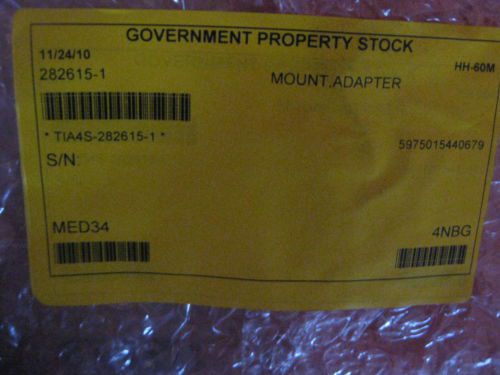 GOVERNMENT PROPERTY STOCK
11/24/10
HH-60M
282615-1
MOUNT.ADAPTER
* TIA4S-282615-1 *
5975015440679
S/N:
MED34
4NBG